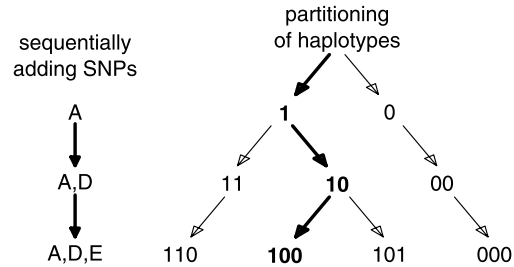 partitioning
of haplotypes
sequentially
adding SNPs
A
1
0
A,D
11
10
00
A,D,E
110
100
101
000